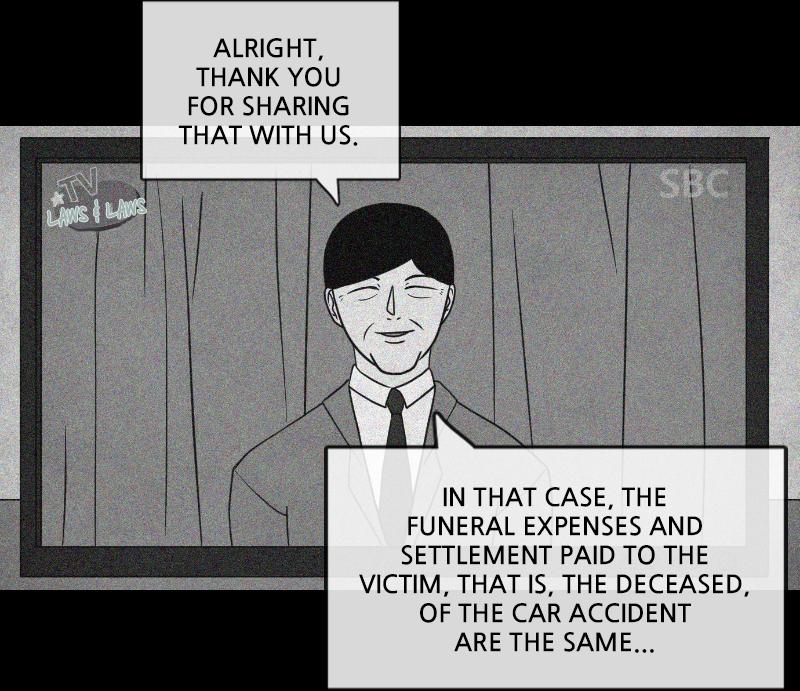 ALRIGHT,
THANK YOU
FOR SHARING
THAT WITH US.
TV
LAWS & LAWS
SBC
IN THAT CASE, THE
FUNERAL EXPENSES AND
SETTLEMENT PAID TO THE
VICTIM, THAT IS, THE DECEASED,
OF THE CAR ACCIDENT
ARE THE SAME...